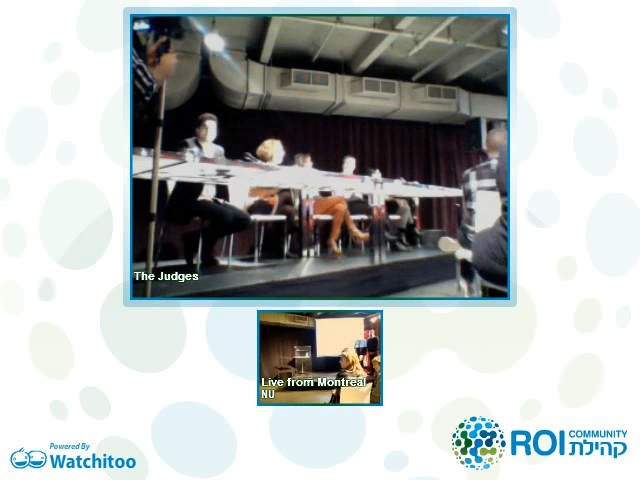 The Judges
Live from Montreal
NU
Powered By
Watchitoo
ROI COMMUNITY
קהילת